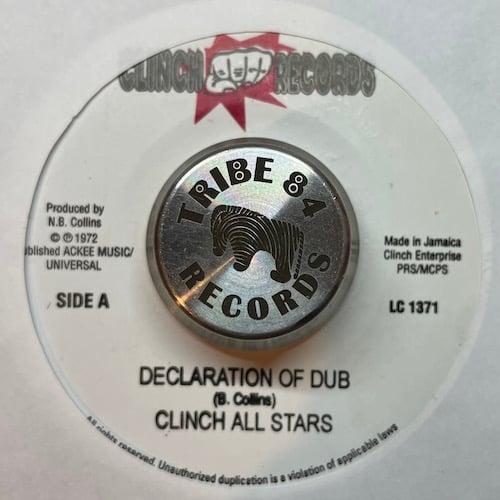 CLINCH RECORDS
TRIBE 84
RECORDS
Produced by
N.B. Collins
© ℗ 1972
ublished ACKEE MUSIC/
UNIVERSAL
Made in Jamaica
Clinch Enterprise
PRS/MCPS
SIDE A
LC 1371
DECLARATION OF DUB
(B. Collins)
CLINCH ALL STARS
All rights reserved. Unauthorized duplication is a violation of applicable laws